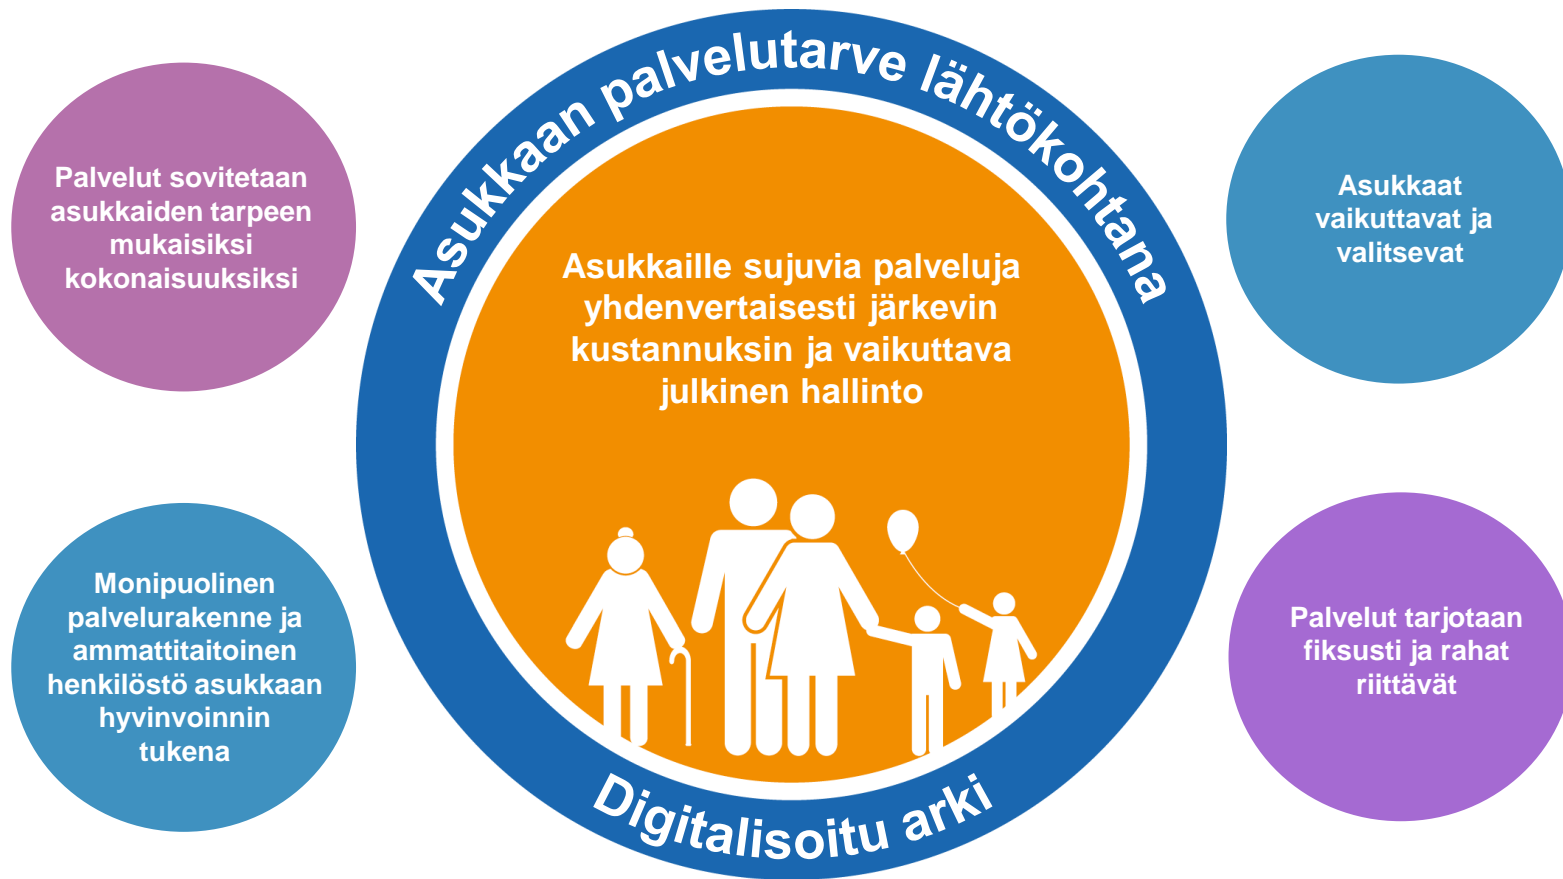 Asukkaan palvelutarve lähtökohtana
Palvelut sovitetaan
asukkaiden tarpeen
mukaisiksi
kokonaisuuksiksi
Asukkaille sujuvia palveluja
yhdenvertaisesti järkevin
kustannuksin ja vaikuttava
julkinen hallinto
Asukkaat
vaikuttavat ja
valitsevat
Monipuolinen
palvelurakenne ja
ammattitaitoinen
henkilöstö asukkaan
hyvinvoinnin
tukena
Palvelut tarjotaan
fiksusti ja rahat
riittävät
Digitalisoitu arki